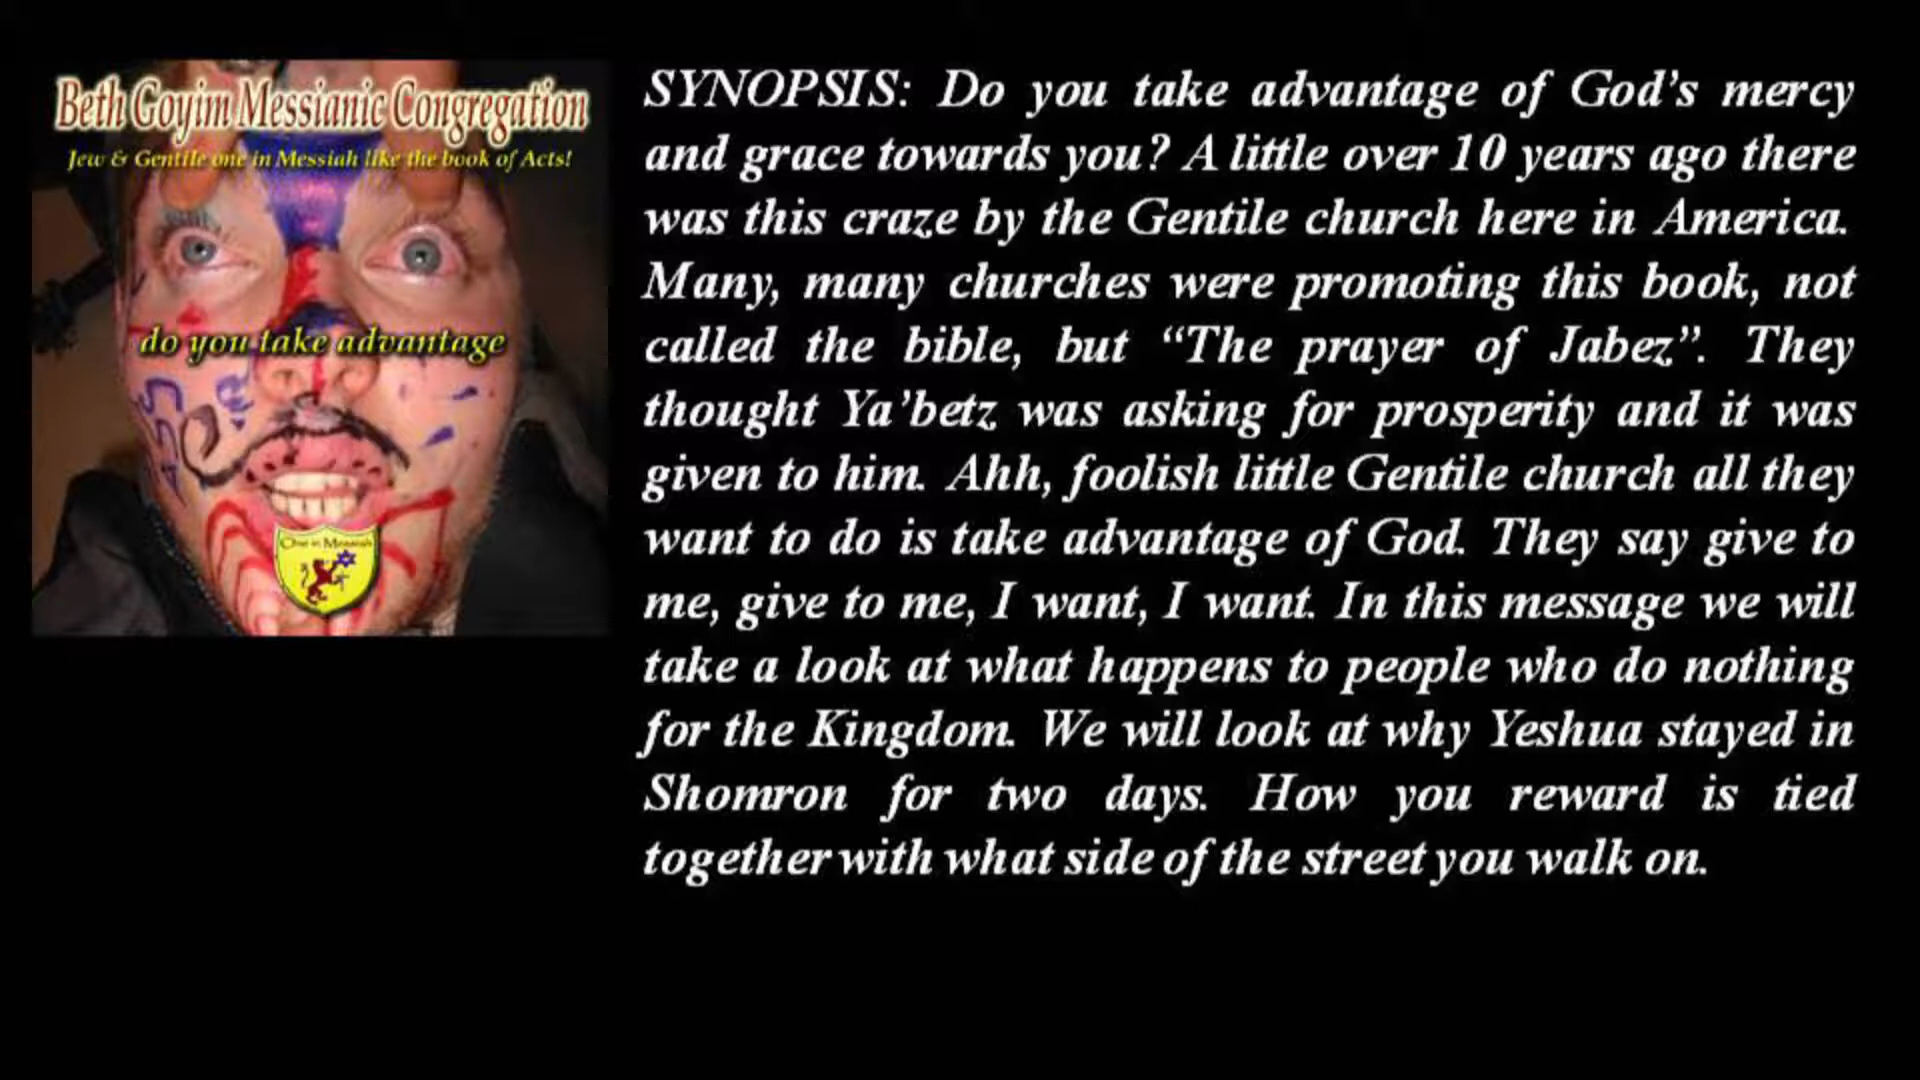 Beth Goyim Messianic Congregation
Jew & Gentile one in Messiah like the book of Acts!
do you take advantage
One in Messiah
SYNOPSIS: Do you take advantage of God's mercy
and grace towards you? A little over 10 years ago there
was this craze by the Gentile church here in America.
Many, many churches were promoting this book, not
called the bible, but “The prayer of Jabez”. They
thought Ya'betz was asking for prosperity and it was
given to him. Ahh, foolish little Gentile church all they
want to do is take advantage of God. They say give to
me, give to me, I want, I want. In this message we will
take a look at what happens to people who do nothing
for the Kingdom. We will look at why Yeshua stayed in
Shomron for two days. How you reward is tied
together with what side of the street you walk on.